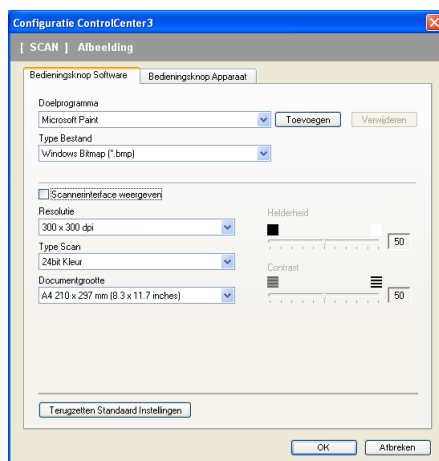 Configuratie ControlCenter3
[ SCAN ] Afbeelding
Bedieningsknop Software
Bedieningsknop Apparaat
Doelprogramma
Microsoft Paint
Toevoegen
Verwijderen
Type Bestand
Windows Bitmap (*.bmp)
Scannerinterface weergeven
Resolutie
300 x 300 dpi
Helderheid
50
Type Scan
24bit Kleur
Contrast
Documentgrootte
A4 210 x 297 mm (8.3 x 11.7 inches)
50
Terugzetten Standaard Instellingen
OK
Afbreken